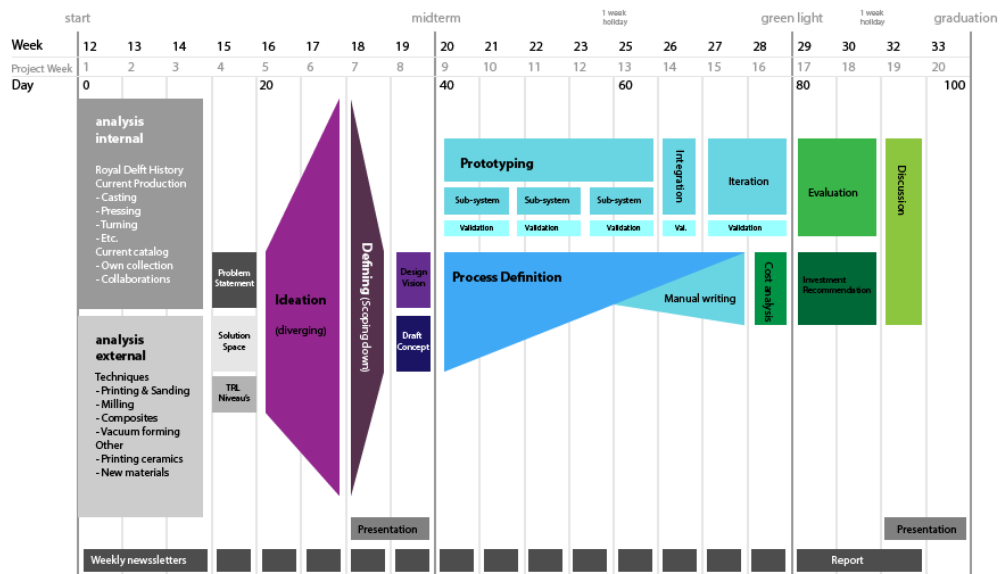 start midterm 1 week holiday green light 1 week holiday graduation
Week 12 13 14 15 16 17 18 19 20 21 22 23 25 26 27 28 29 30 32 33
Project Week 1 2 3 4 5 6 7 8 9 10 11 12 13 14 15 16 17 18 19 20
Day 0 20 40 60 80 100
analysis
internal
Royal Delft History
Current Production
- Casting
- Pressing
- Turning
- Etc.
Current catalog
- Own collection
- Collaborations
analysis
external
Techniques
- Printing & Sanding
- Milling
- Composites
- Vacuum forming
Other
- Printing ceramics
- New materials
Problem
Statement
Solution
Space
TRL
Niveau's
Ideation
(diverging)
Defining (Scoping down)
Design
Vision
Draft
Concept
Prototyping
Sub-system Sub-system Sub-system
Validation Validation Validation
Integration
Val.
Iteration
Validation
Process Definition
Manual writing
Cost analysis
Evaluation
Investment
Recommendation
Discussion
Presentation
Presentation
Weekly newssletters
Report